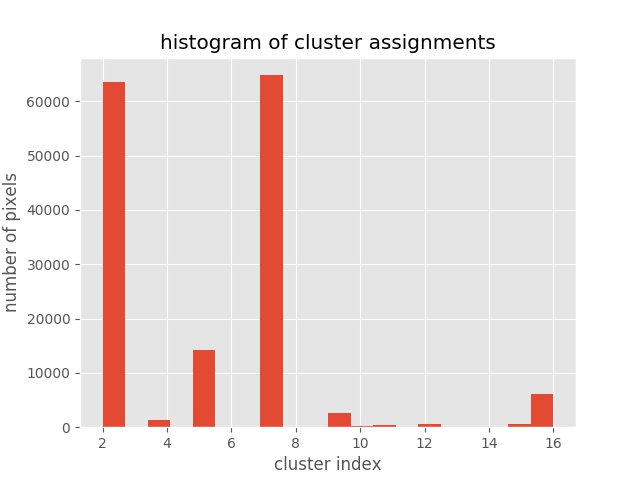 histogram of cluster assignments
60000
50000
40000
30000
20000
10000
0
number of pixels
2 4 6 8 10 12 14 16
cluster index